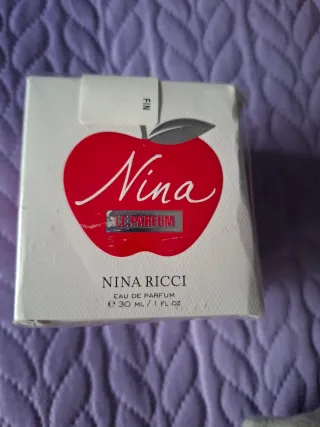 FIN
Nina
LE PARFUM
NINA RICCI
EAU DE PARFUM
℮ 30 ML / 1 FL OZ